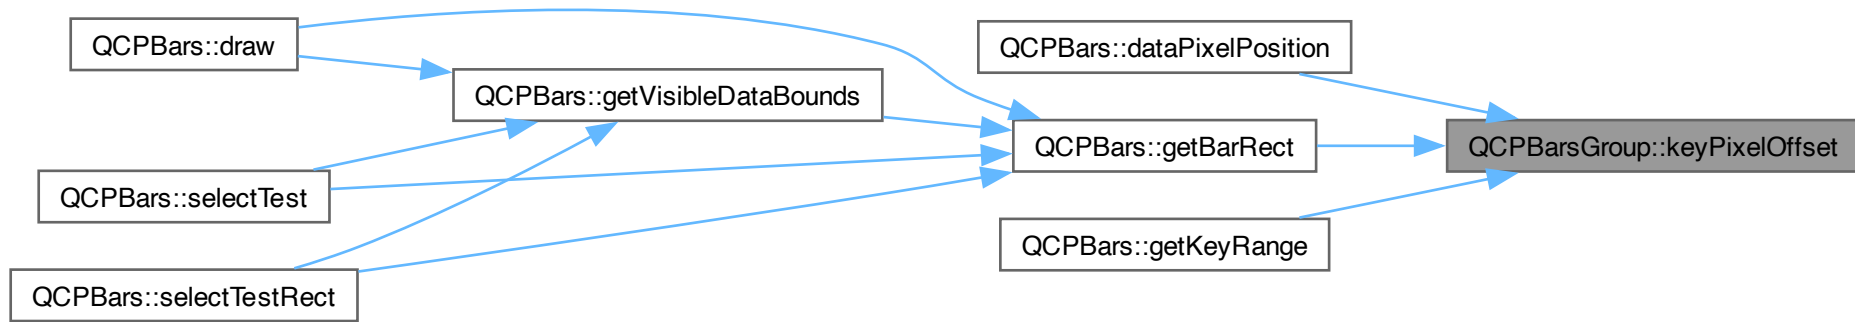 QCPBars::draw
QCPBars::dataPixelPosition
QCPBars::getVisibleDataBounds
QCPBars::getBarRect
QCPBarsGroup::keyPixelOffset
QCPBars::selectTest
QCPBars::getKeyRange
QCPBars::selectTestRect